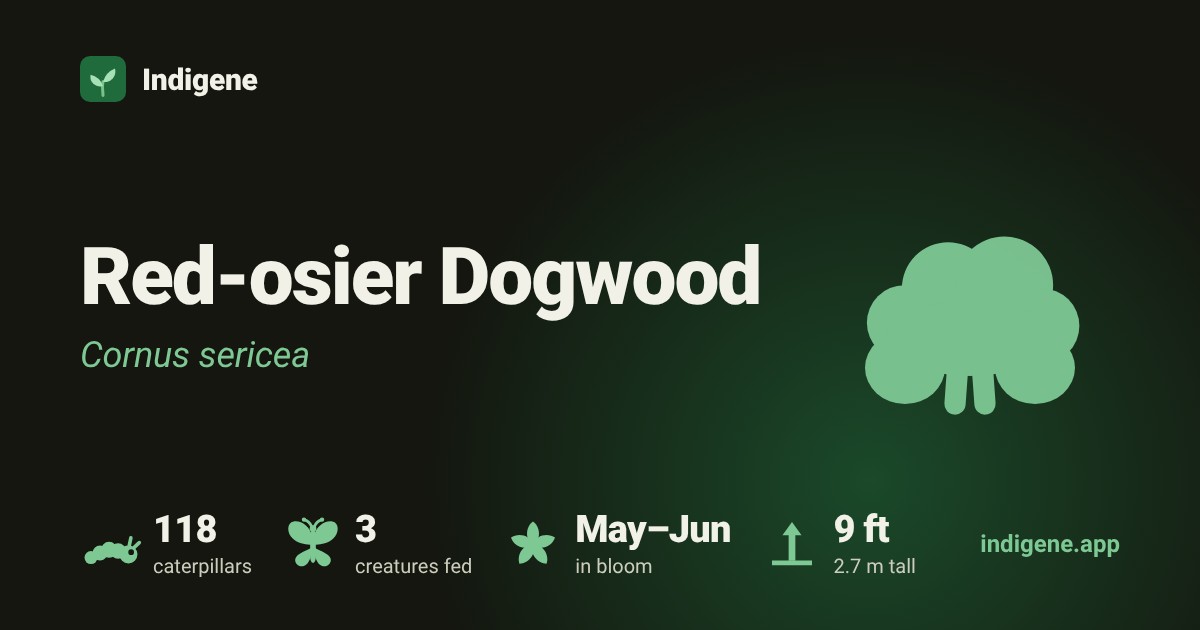 Indigene
Red-osier Dogwood
Cornus sericea
118
caterpillars
3
creatures fed
May–Jun
in bloom
9 ft
2.7 m tall
indigene.app